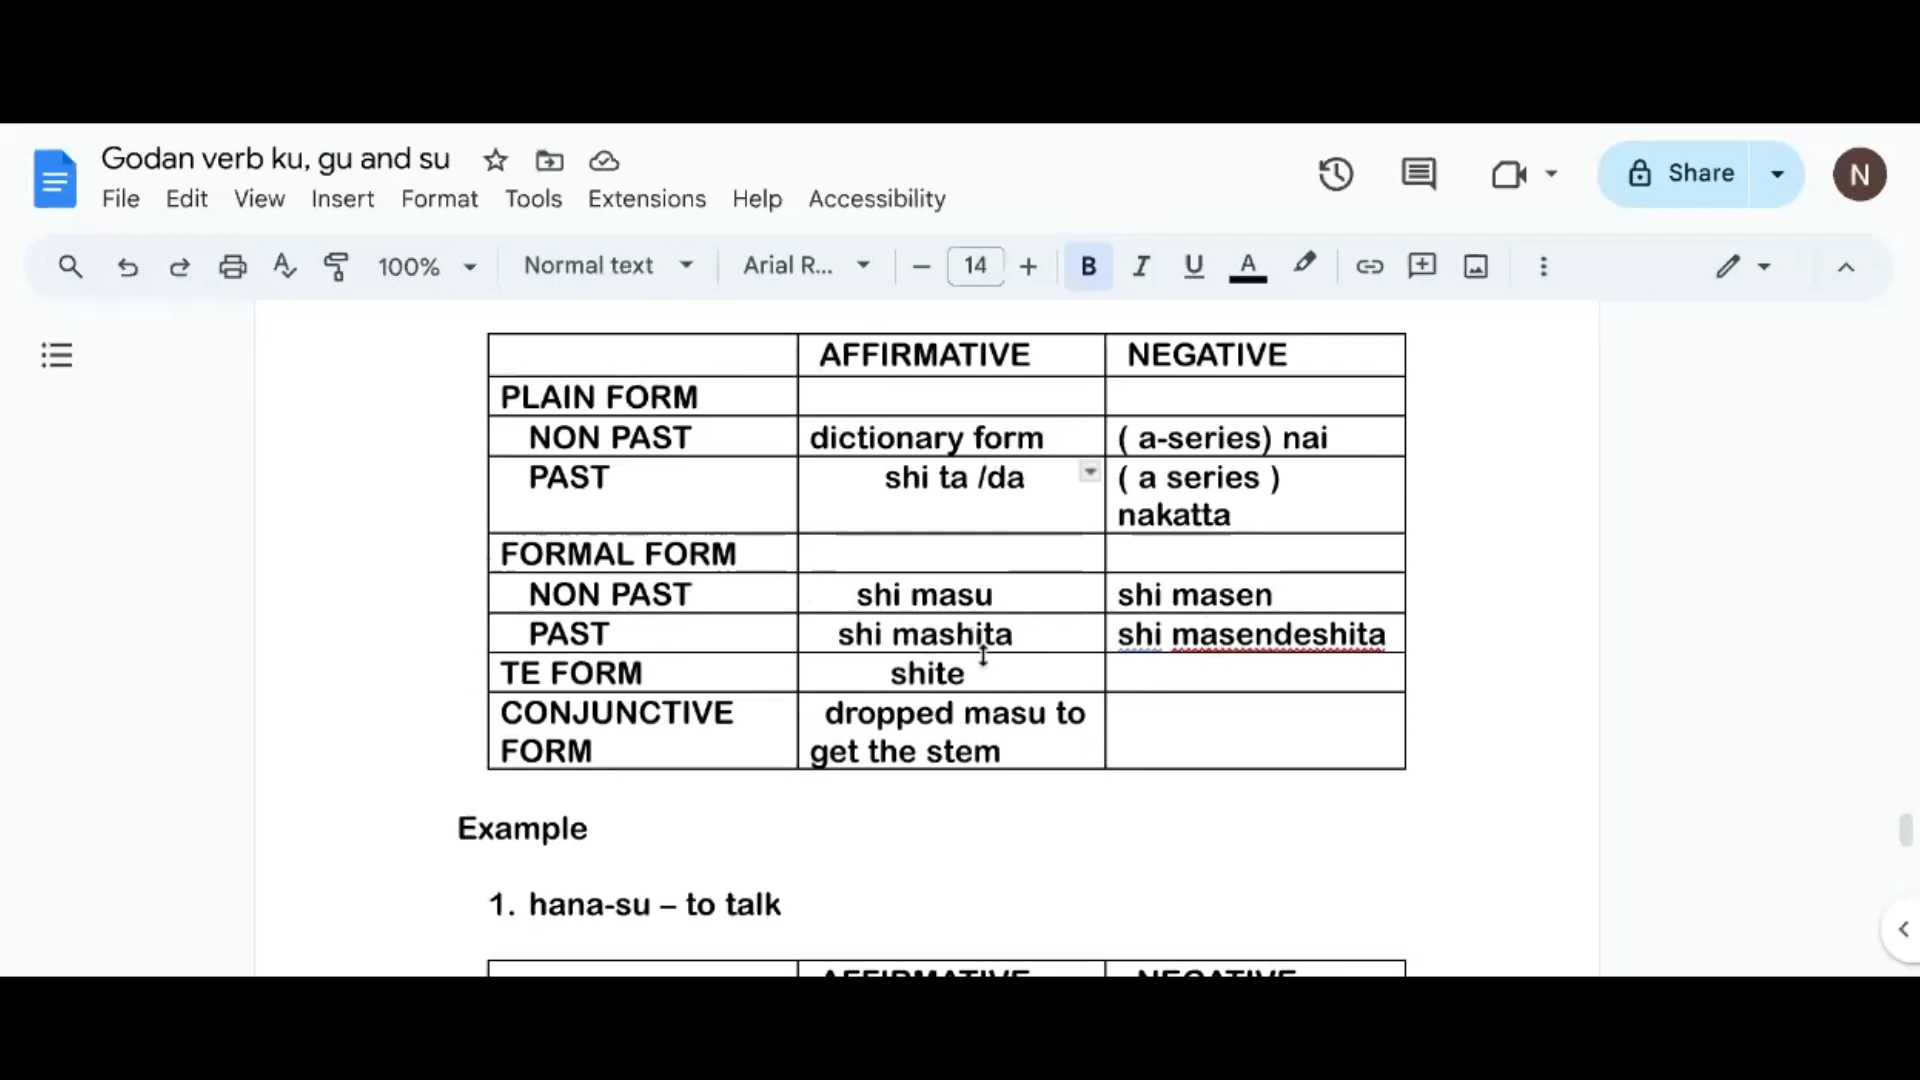 Godan verb ku, gu and su
File Edit View Insert Format Tools Extensions Help Accessibility
Share
N
100% Normal text Arial R... 14 B I U A
AFFIRMATIVE NEGATIVE
PLAIN FORM
NON PAST dictionary form ( a-series) nai
PAST shi ta /da ( a series )
nakatta
FORMAL FORM
NON PAST shi masu shi masen
PAST shi mashita shi masendeshita
TE FORM shite
CONJUNCTIVE dropped masu to
FORM get the stem
Example
1. hana-su – to talk
AFFIRMATIVE NEGATIVE